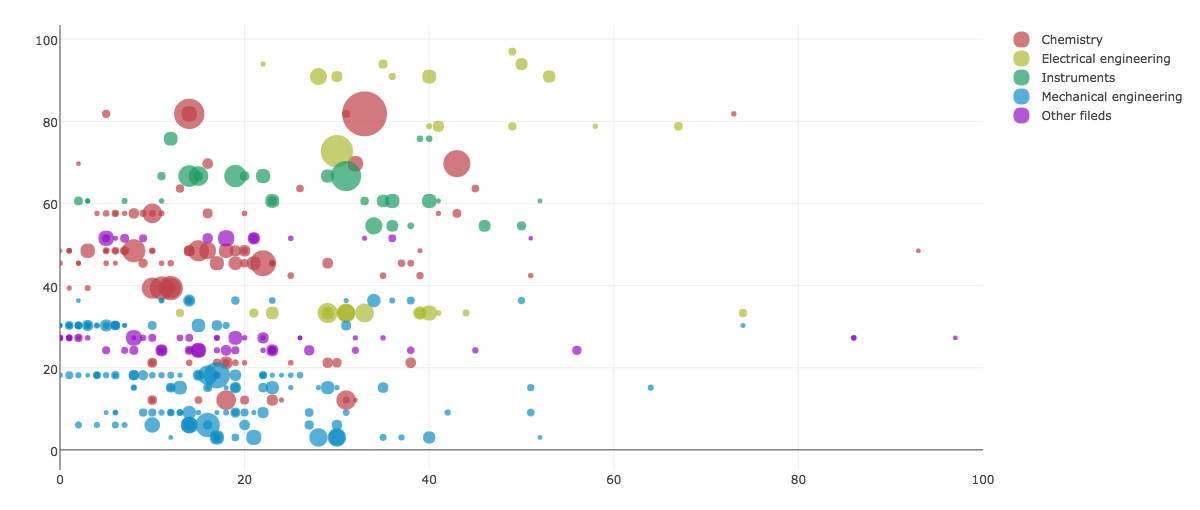 100
80
60
40
20
0
0
20
40
60
80
100
Chemistry
Electrical engineering
Instruments
Mechanical engineering
Other fileds